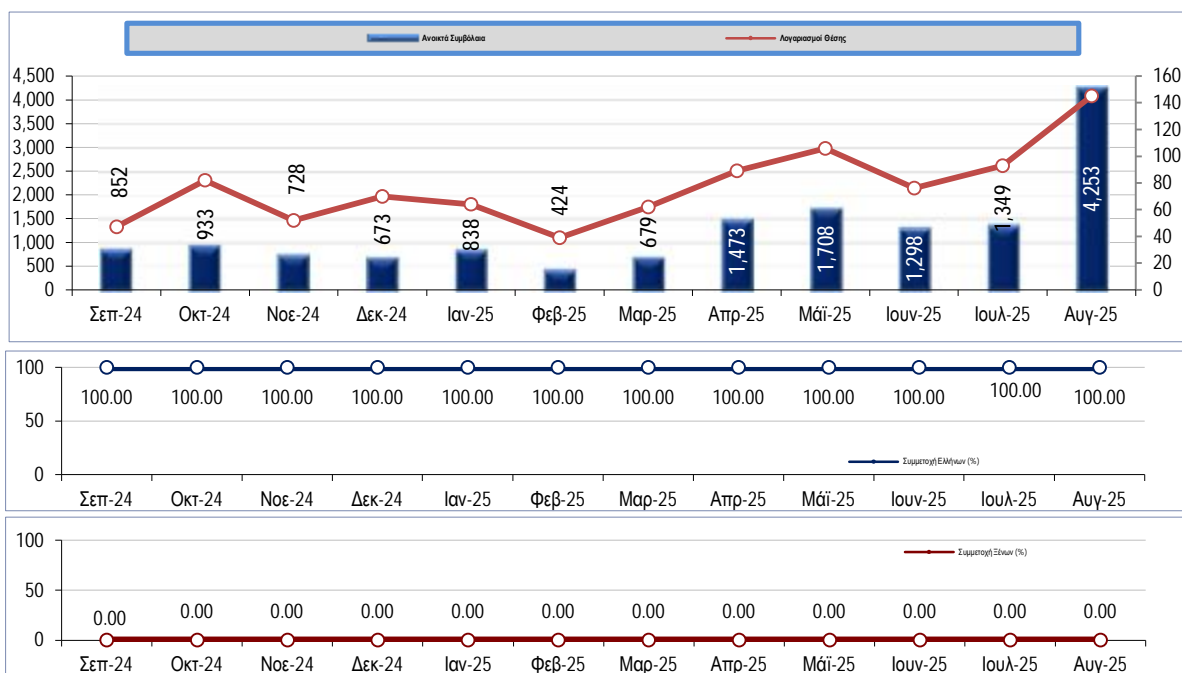 Ανοικτά Συμβόλαια Λογαριασμοί Θέσης
4,500 160
4,000 140
3,500 120
3,000 100
2,500 80
2,000 60
1,500 40
1,000 20
500 0
0
852 933 728 673 838 424 679 1,473 1,708 1,298 1,349 4,253
Σεπ-24 Οκτ-24 Νοε-24 Δεκ-24 Ιαν-25 Φεβ-25 Μαρ-25 Απρ-25 Μάϊ-25 Ιουν-25 Ιουλ-25 Αυγ-25
100
100.00 100.00 100.00 100.00 100.00 100.00 100.00 100.00 100.00 100.00 100.00 100.00
50
Συμμετοχή Ελλήνων (%)
0
Σεπ-24 Οκτ-24 Νοε-24 Δεκ-24 Ιαν-25 Φεβ-25 Μαρ-25 Απρ-25 Μάϊ-25 Ιουν-25 Ιουλ-25 Αυγ-25
100
Συμμετοχή Ξένων (%)
50
0.00 0.00 0.00 0.00 0.00 0.00 0.00 0.00 0.00 0.00 0.00 0.00
0
Σεπ-24 Οκτ-24 Νοε-24 Δεκ-24 Ιαν-25 Φεβ-25 Μαρ-25 Απρ-25 Μάϊ-25 Ιουν-25 Ιουλ-25 Αυγ-25